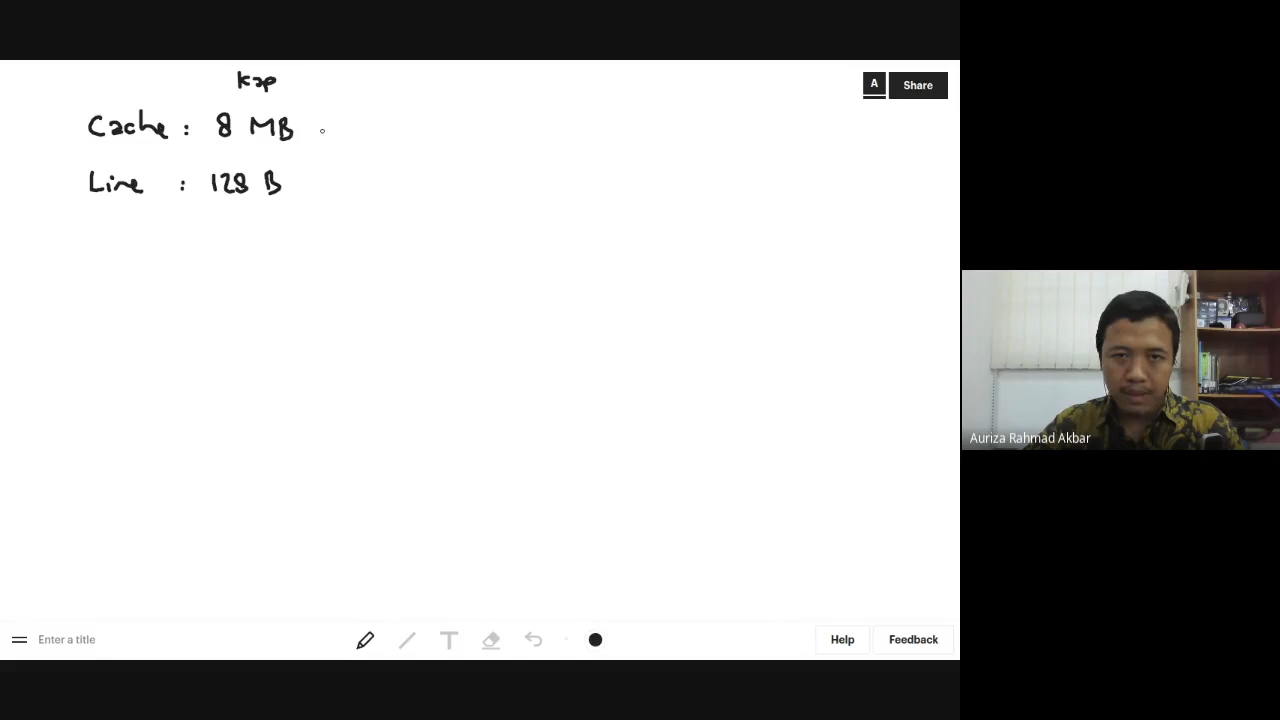 Kap
Cache : 8 MB
Line : 128 B
A
Share
Auriza Rahmad Akbar
Enter a title
T
Help
Feedback